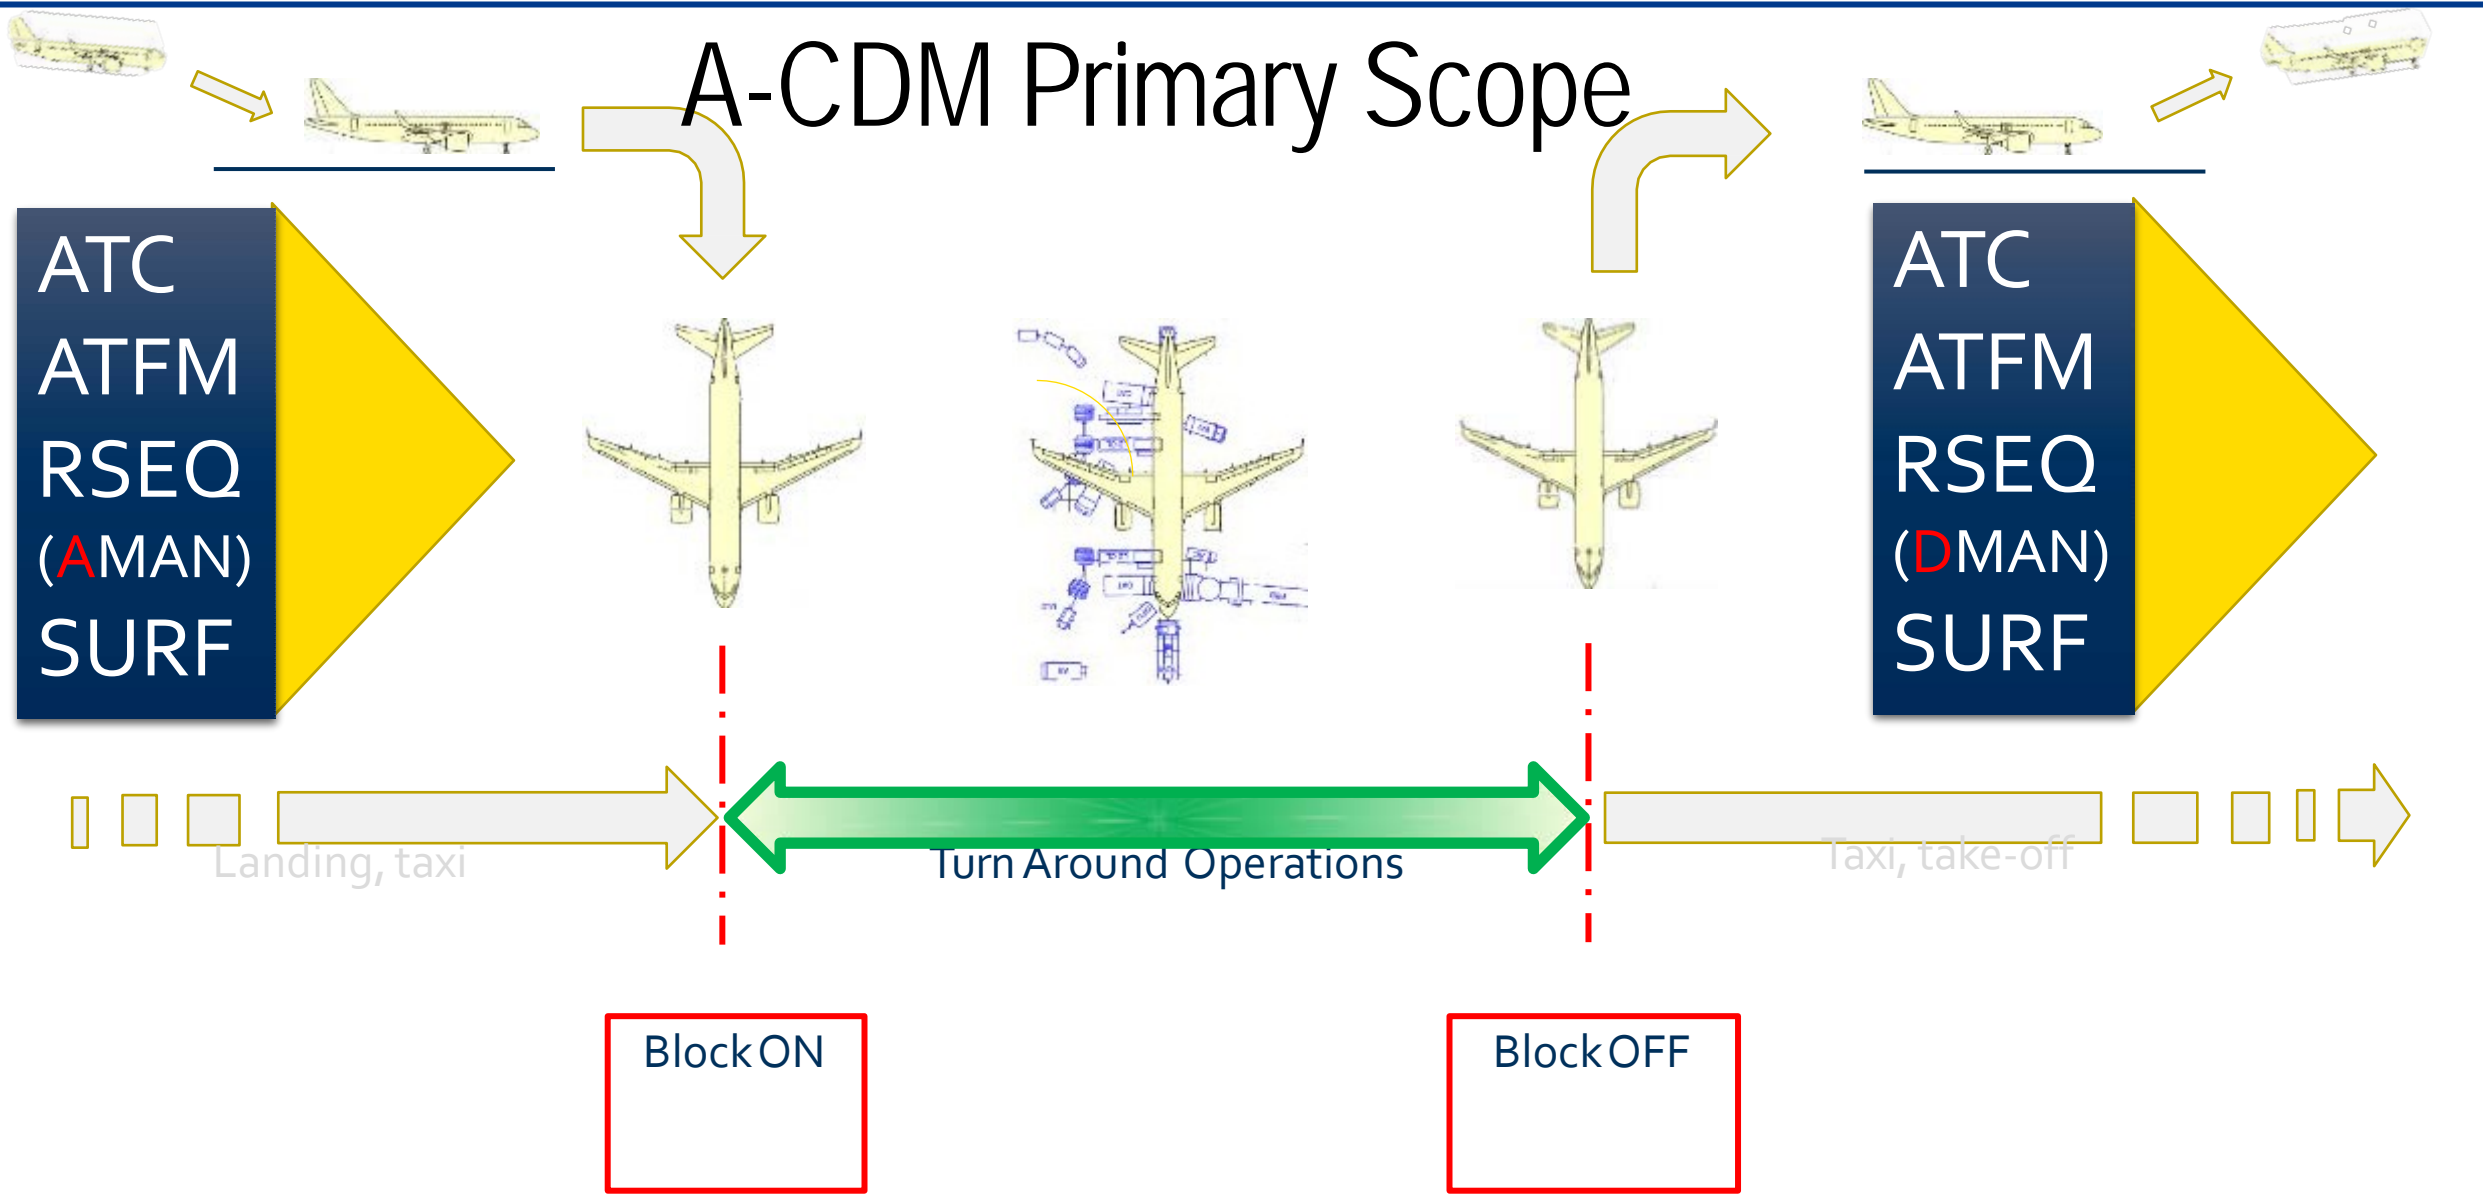 A-CDM Primary Scope
ATC
ATFM
RSEQ
(AMAN)
SURF
ATC
ATFM
RSEQ
(DMAN)
SURF
Landing, taxi
Turn Around Operations
Taxi, take-off
Block ON
Block OFF